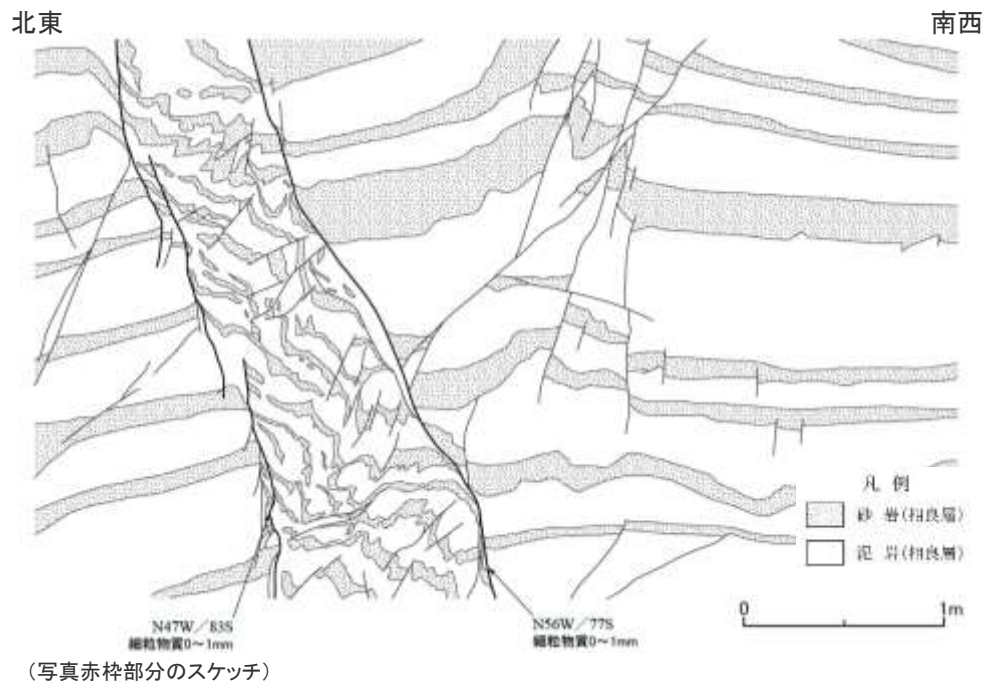 北東
南西
凡 例
砂 岩(相良層)
泥 岩(相良層)
0
1m
N47W/83S
細粒物質0～1mm
N56W/77S
細粒物質0～1mm
(写真赤枠部分のスケッチ)